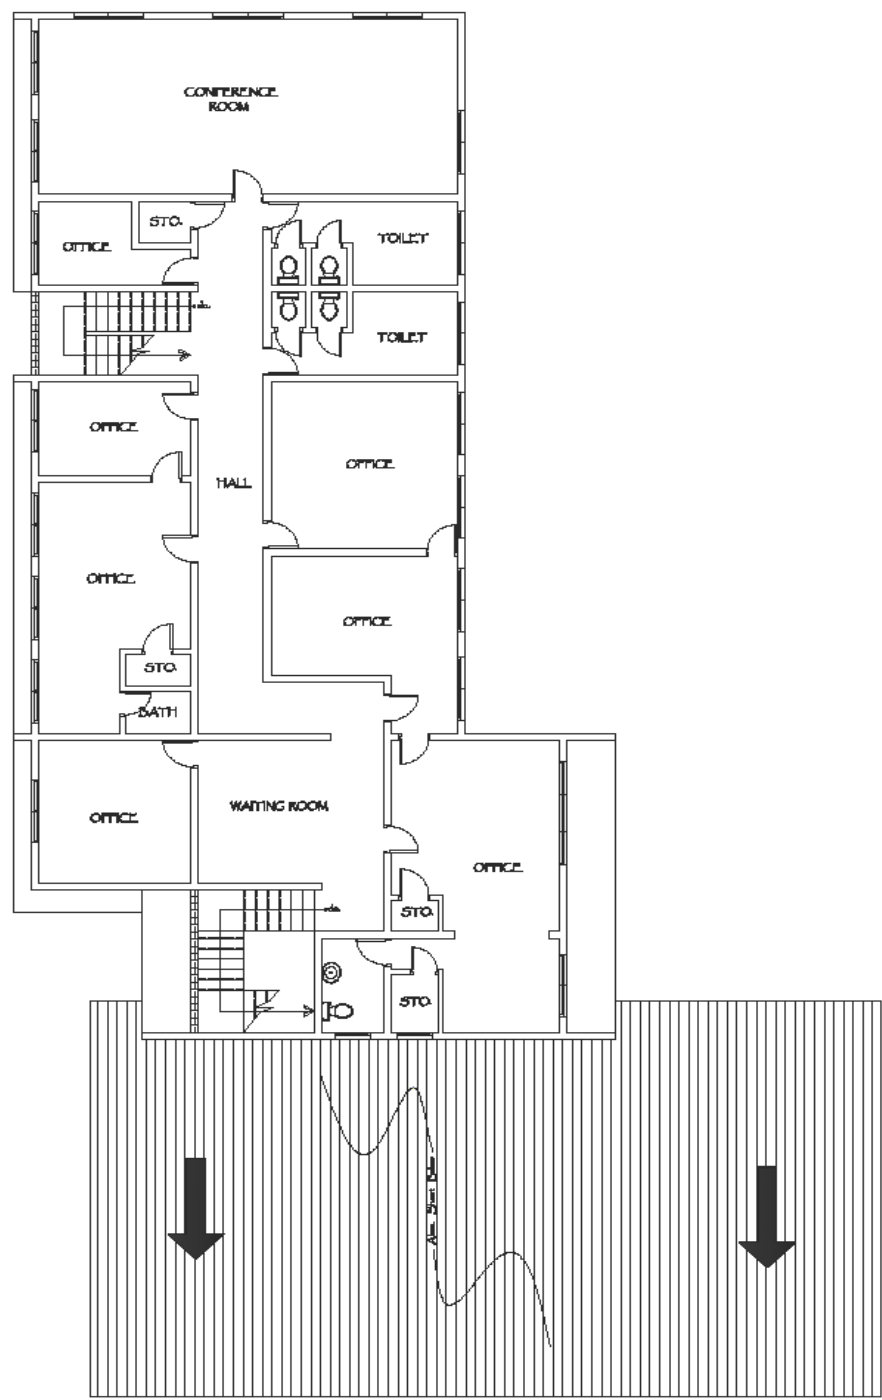 CONFERENCE
ROOM
STO.
OFFICE
TOILET
TOILET
OFFICE
OFFICE
HALL
OFFICE
OFFICE
STO.
BATH
OFFICE
WAITING ROOM
OFFICE
STO.
STO.